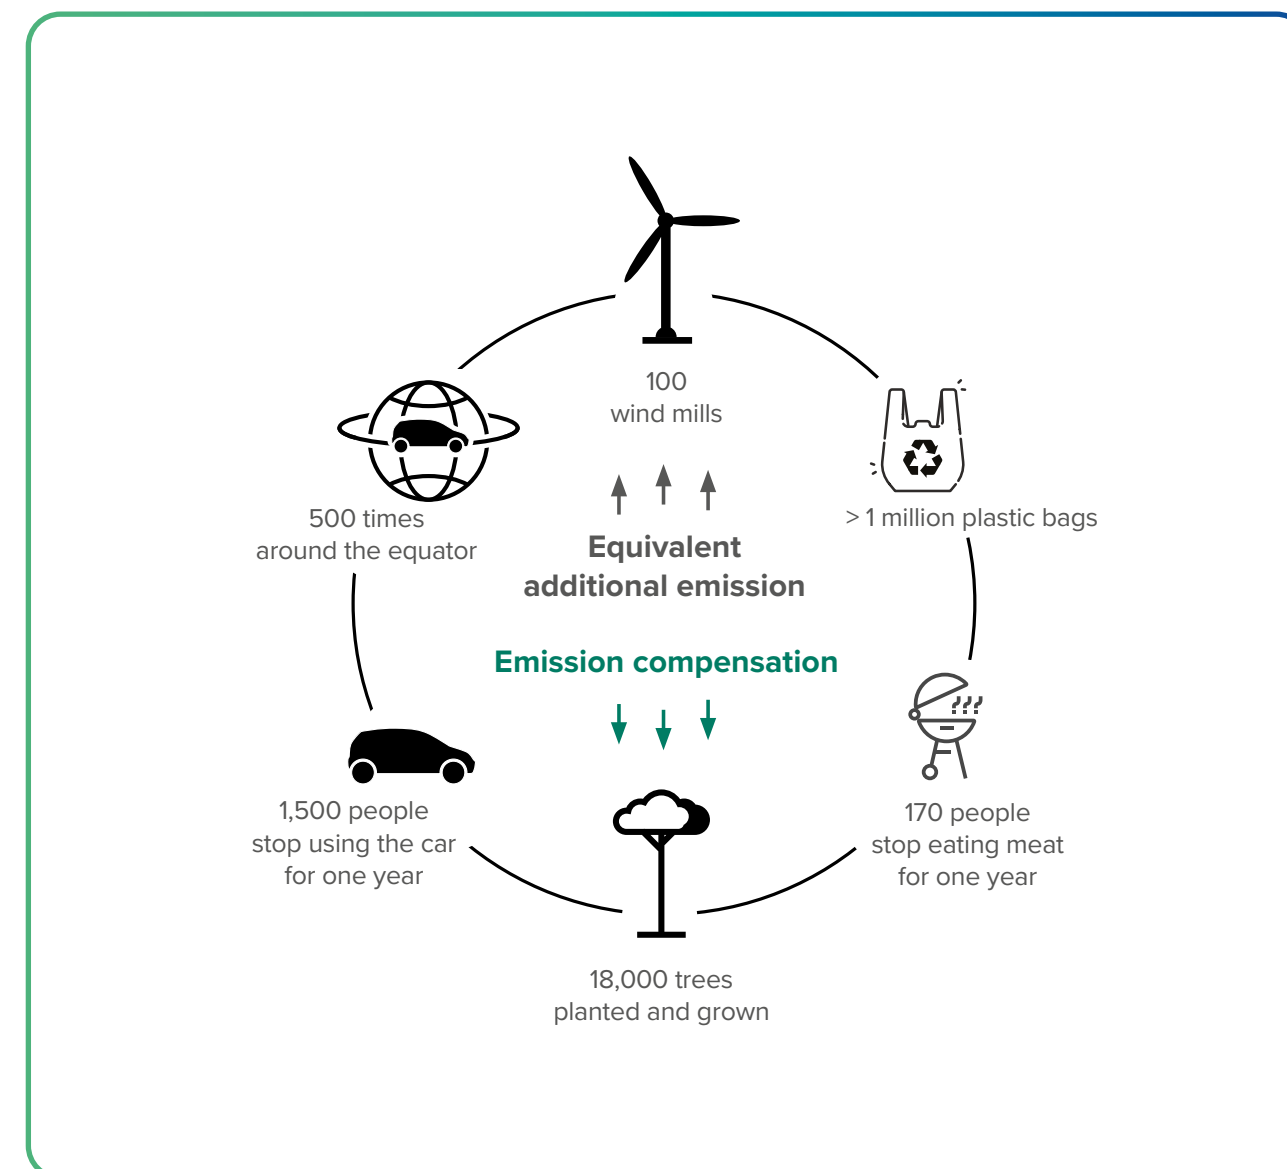 100
wind mills
500 times
around the equator
> 1 million plastic bags
Equivalent
additional emission
Emission compensation
1,500 people
stop using the car
for one year
170 people
stop eating meat
for one year
18,000 trees
planted and grown